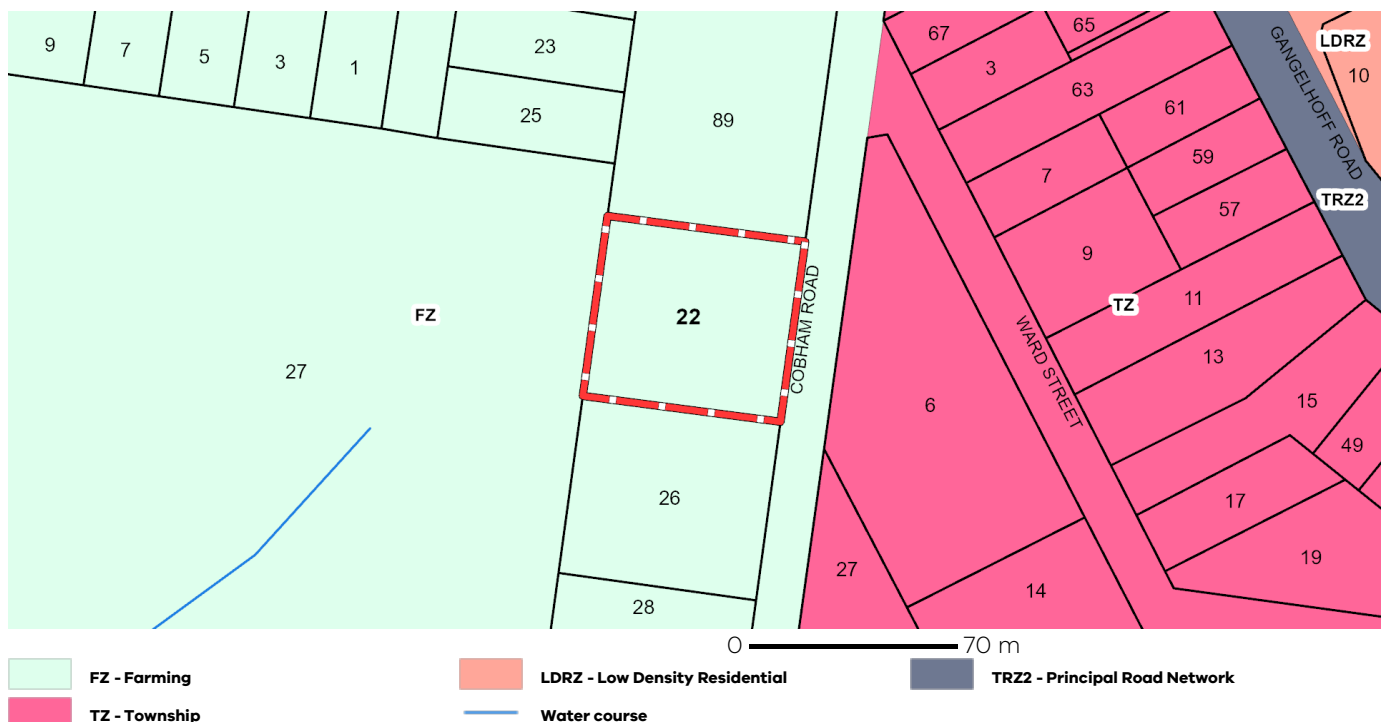 67
65
LDRZ
9
7
5
3
1
23
3
10
GANGELHOFF ROAD
63
25
89
61
59
7
TRZ2
57
9
COBHAM ROAD
11
TZ
FZ
22
WARD STREET
13
27
6
15
49
26
17
19
27
14
28
0 70 m
FZ - Farming
LDRZ - Low Density Residential
TRZ2 - Principal Road Network
TZ - Township
Water course